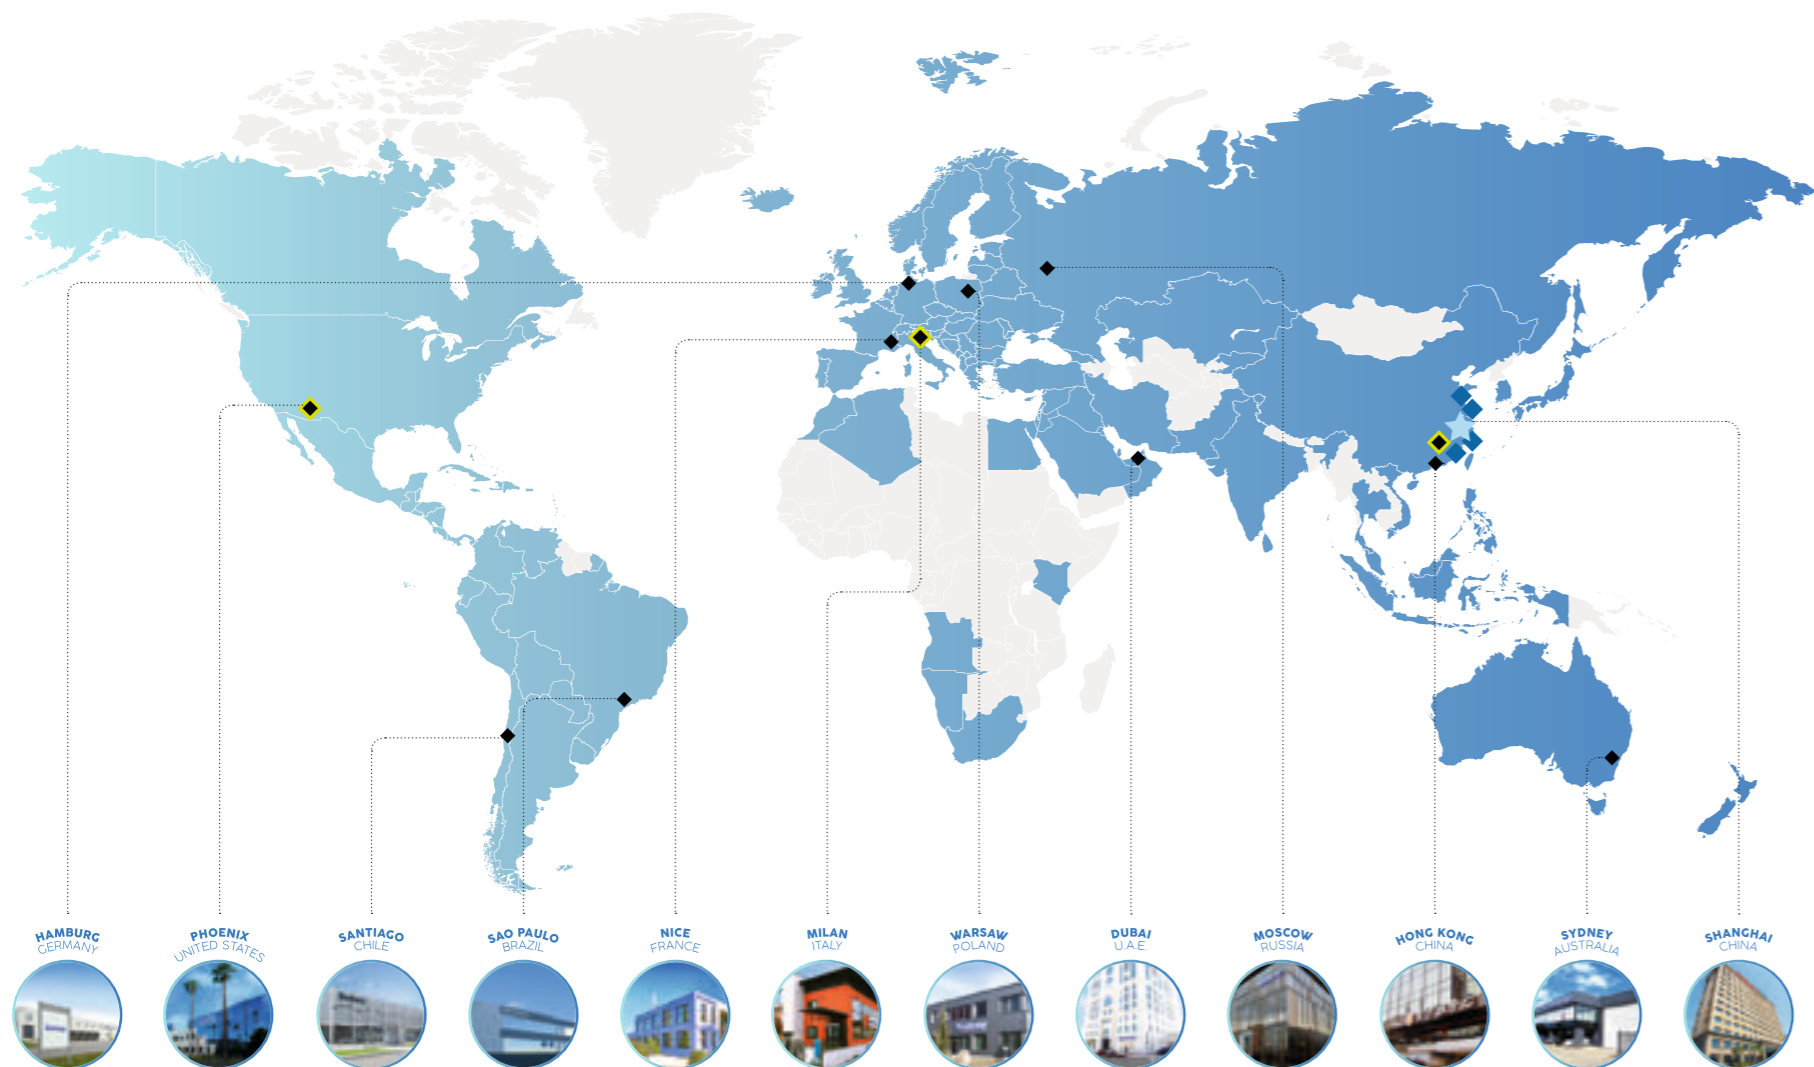 HAMBURG
GERMANY
PHOENIX
UNITED STATES
SANTIAGO
CHILE
SAO PAULO
BRAZIL
NICE
FRANCE
MILAN
ITALY
WARSAW
POLAND
DUBAI
U.A.E.
MOSCOW
RUSSIA
HONG KONG
CHINA
SYDNEY
AUSTRALIA
SHANGHAI
CHINA